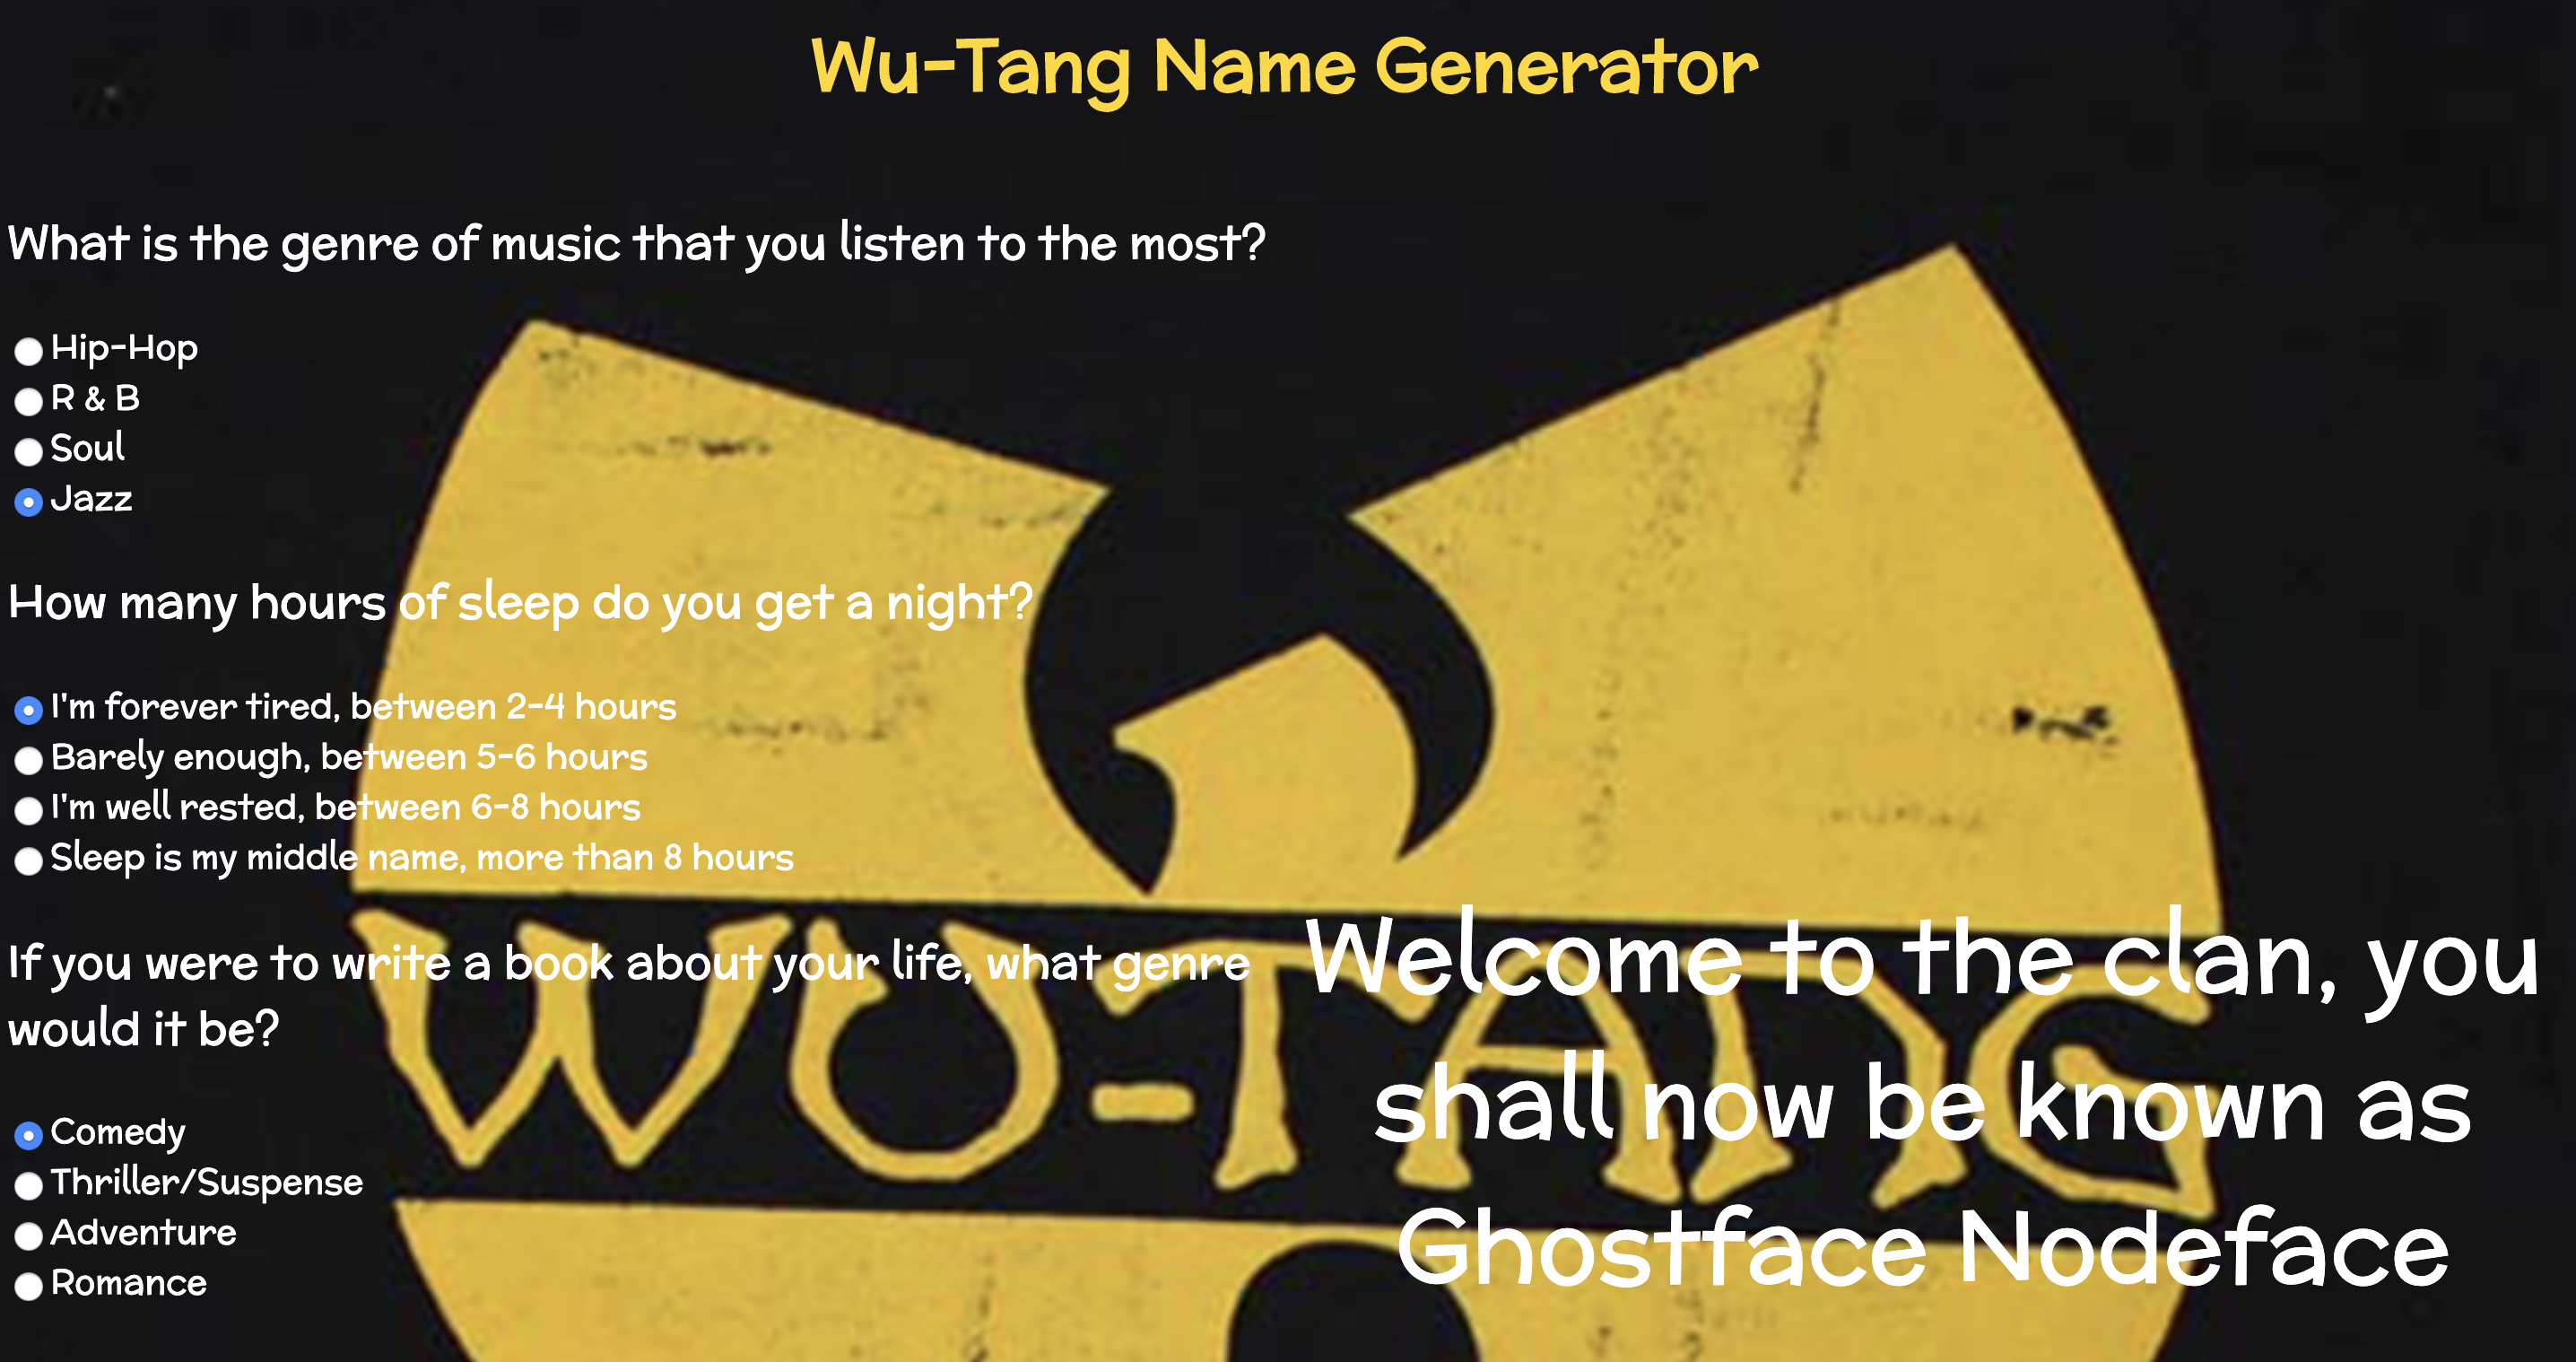 Wu-Tang Name Generator
What is the genre of music that you listen to the most?
Hip-Hop
R & B
Soul
Jazz
How many hours of sleep do you get a night?
I'm forever tired, between 2-4 hours
Barely enough, between 5-6 hours
I'm well rested, between 6-8 hours
Sleep is my middle name, more than 8 hours
If you were to write a book about your life, what genre
would it be?
Comedy
Thriller/Suspense
Adventure
Romance
WU-TANG
Welcome to the clan, you
shall now be known as
Ghostface Nodeface